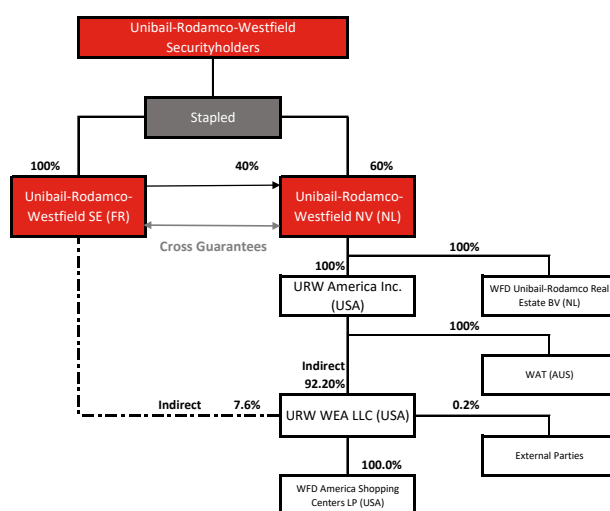 Unibail-Rodamco-Westfield
Securityholders
Stapled
100%
40%
60%
Unibail-Rodamco-
Westfield SE (FR)
Unibail-Rodamco-
Westfield NV (NL)
Cross Guarantees
100%
100%
URW America Inc.
(USA)
WFD Unibail-Rodamco Real
Estate BV (NL)
100%
WAT (AUS)
Indirect
92.20%
Indirect
7.6%
URW WEA LLC (USA)
0.2%
External Parties
100.0%
WFD America Shopping
Centers LP (USA)